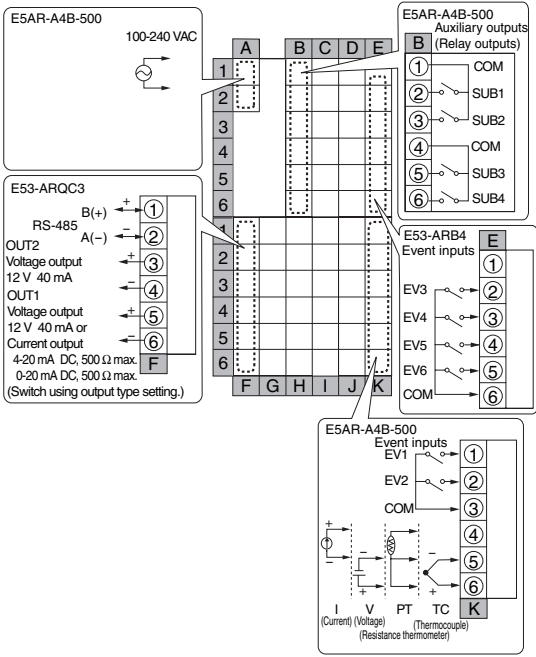 E5AR-A4B-500
100-240 VAC
A B C D E
1
2
3
4
5
6
1
2
3
4
5
6
F G H I J K
E5AR-A4B-500
Auxiliary outputs
(Relay outputs)
B
1 COM
2 SUB1
3 SUB2
4 COM
5 SUB3
6 SUB4
E53-ARQC3
RS-485
+ B(+) 1
− A(−) 2
OUT2
Voltage output
12 V 40 mA
+ 3
− 4
OUT1
Voltage output
12 V 40 mA or
Current output
+ 5
− 6
4-20 mA DC, 500 Ω max.
0-20 mA DC, 500 Ω max.
(Switch using output type setting.)
F
E53-ARB4
Event inputs
E
1
EV3 2
EV4 3
EV5 4
EV6 5
COM 6
E5AR-A4B-500
Event inputs
EV1 1
EV2 2
COM 3
4
5
6
+ −
− +
− +
I V PT TC K
(Current) (Voltage) (Resistance thermometer) (Thermocouple)